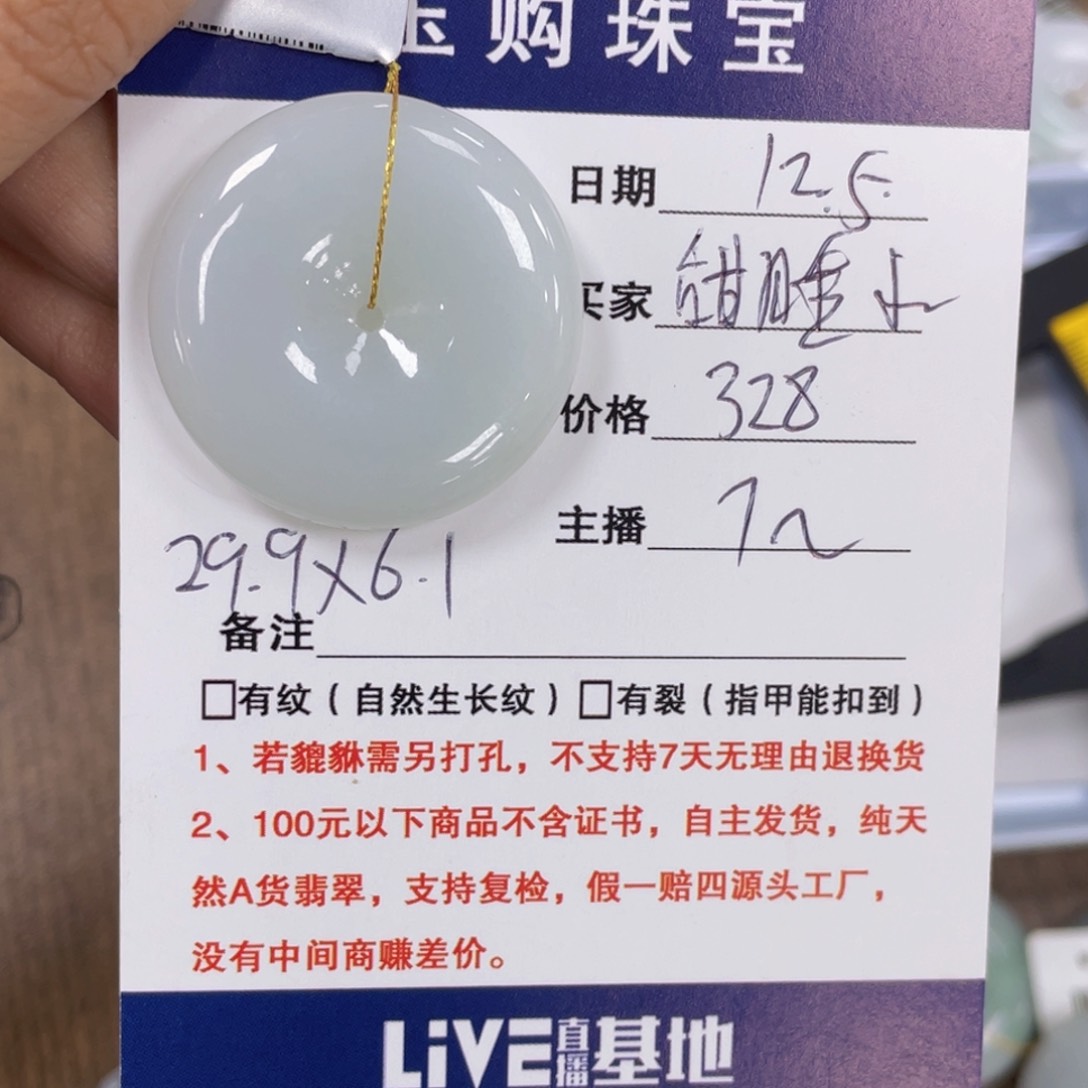 购珠宝
日期 12.5.
买家
价格 328
主播
29.9X6.1
备注
□有纹（自然生长纹）□有裂（指甲能扣到）
1、若貔貅需另打孔，不支持7天无理由退换货
2、100元以下商品不含证书，自主发货，纯天
然A货翡翠，支持复检，假一赔四源头工厂，
没有中间商赚差价。
LiVE直播基地